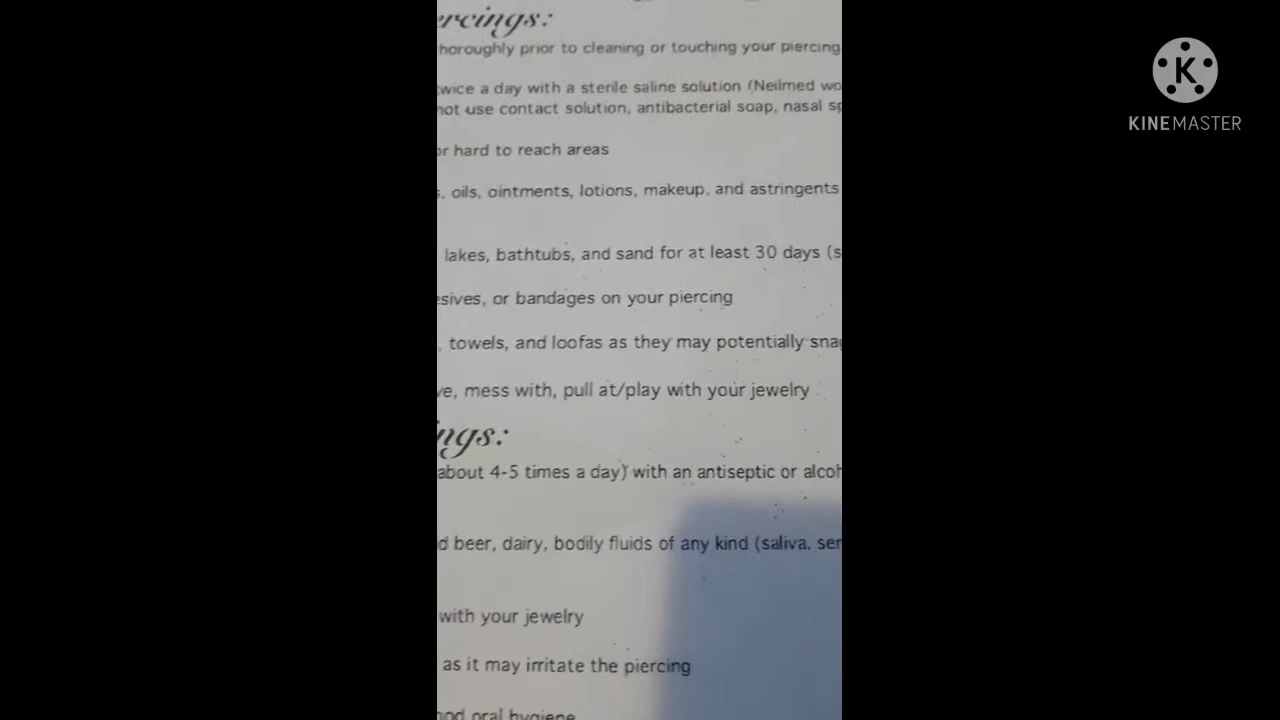 ercings:
horoughly prior to cleaning or touching your piercing
twice a day with a sterile saline solution (Neilmed wo
not use contact solution, antibacterial soap, nasal sp
or hard to reach areas
s, oils, ointments, lotions, makeup, and astringents
lakes, bathtubs, and sand for at least 30 days (s
esives, or bandages on your piercing
, towels, and loofas as they may potentially snag
ve, mess with, pull at/play with your jewelry
ngs:
about 4-5 times a day) with an antiseptic or alcoh
d beer, dairy, bodily fluids of any kind (saliva, ser
with your jewelry
as it may irritate the piercing
ood oral hygiene
K
KINEMASTER